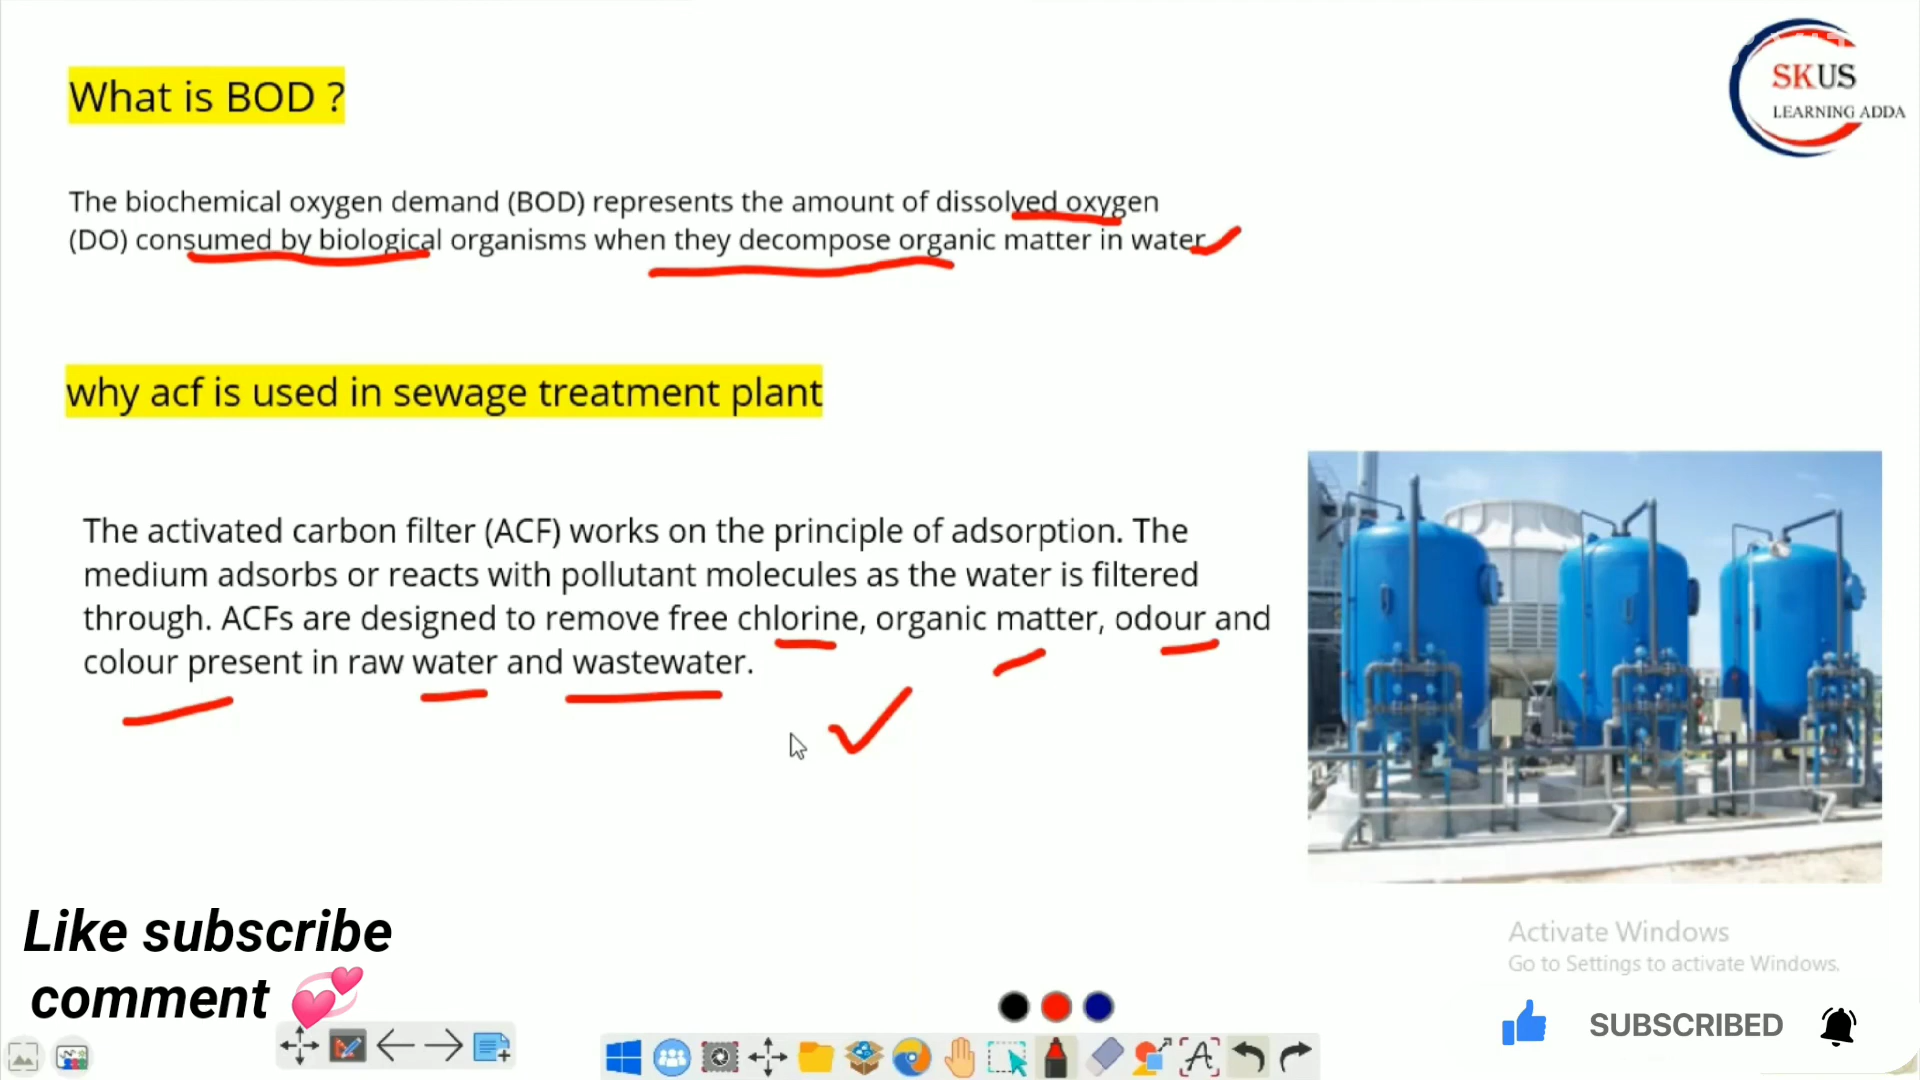 What is BOD ?
SKUS
LEARNING ADDA
The biochemical oxygen demand (BOD) represents the amount of dissolved oxygen
(DO) consumed by biological organisms when they decompose organic matter in water
why acf is used in sewage treatment plant
The activated carbon filter (ACF) works on the principle of adsorption. The
medium adsorbs or reacts with pollutant molecules as the water is filtered
through. ACFs are designed to remove free chlorine, organic matter, odour and
colour present in raw water and wastewater.
Like subscribe
comment
Activate Windows
Go to Settings to activate Windows.
SUBSCRIBED